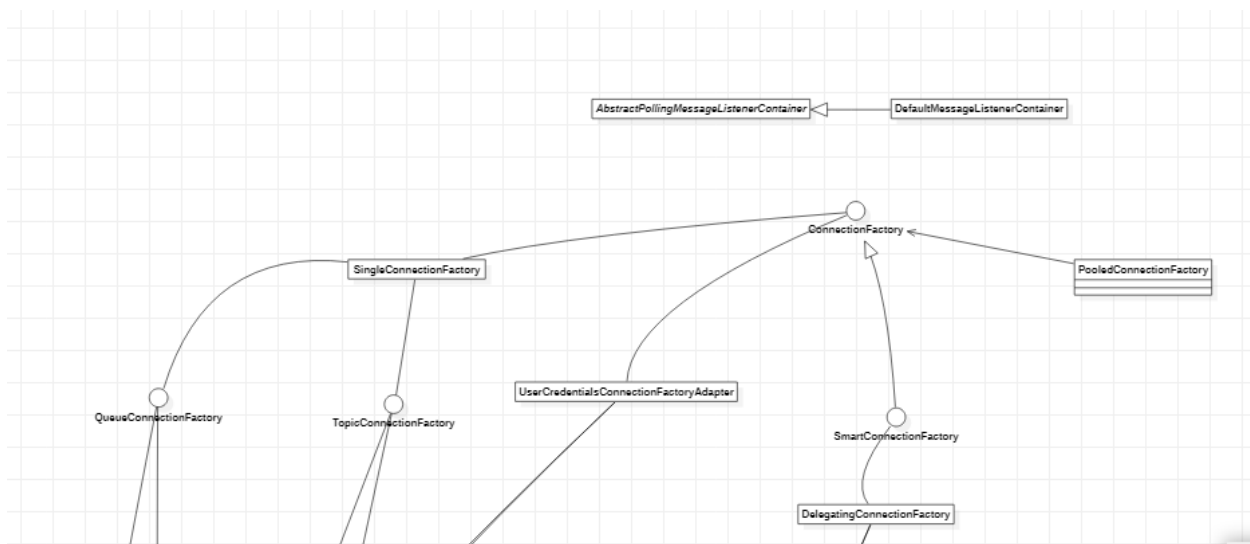 AbstractPollingMessageListenerContainer
DefaultMessageListenerContainer
ConnectionFactory
SingleConnectionFactory
PooledConnectionFactory
UserCredentialsConnectionFactoryAdapter
QueueConnectionFactory
TopicConnectionFactory
SmartConnectionFactory
DelegatingConnectionFactory